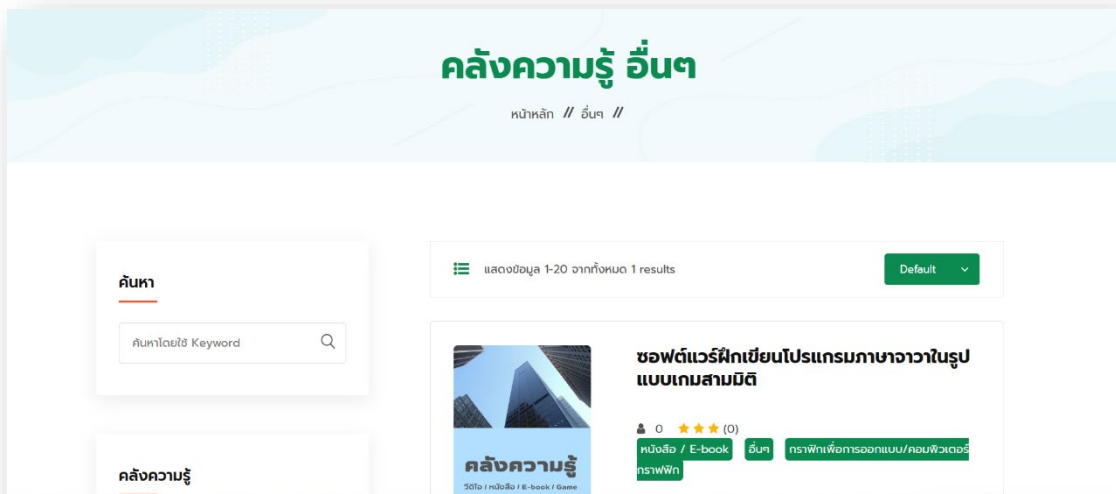 คลังความรู้ อื่นๆ
หน้าหลัก // อื่นๆ //
ค้นหา
ค้นหาโดยใช้ Keyword
คลังความรู้
แสดงข้อมูล 1-20 จากทั้งหมด 1 results
Default
คลังความรู้
วีดิโอ / หนังสือ / E-book / Game
ซอฟต์แวร์ฝึกเขียนโปรแกรมภาษาจาวาในรูป
แบบเกมสามมิติ
0 (0)
หนังสือ / E-book อื่นๆ กราฟิกเพื่อการออกแบบ/คอมพิวเตอร์
กราฟฟิก